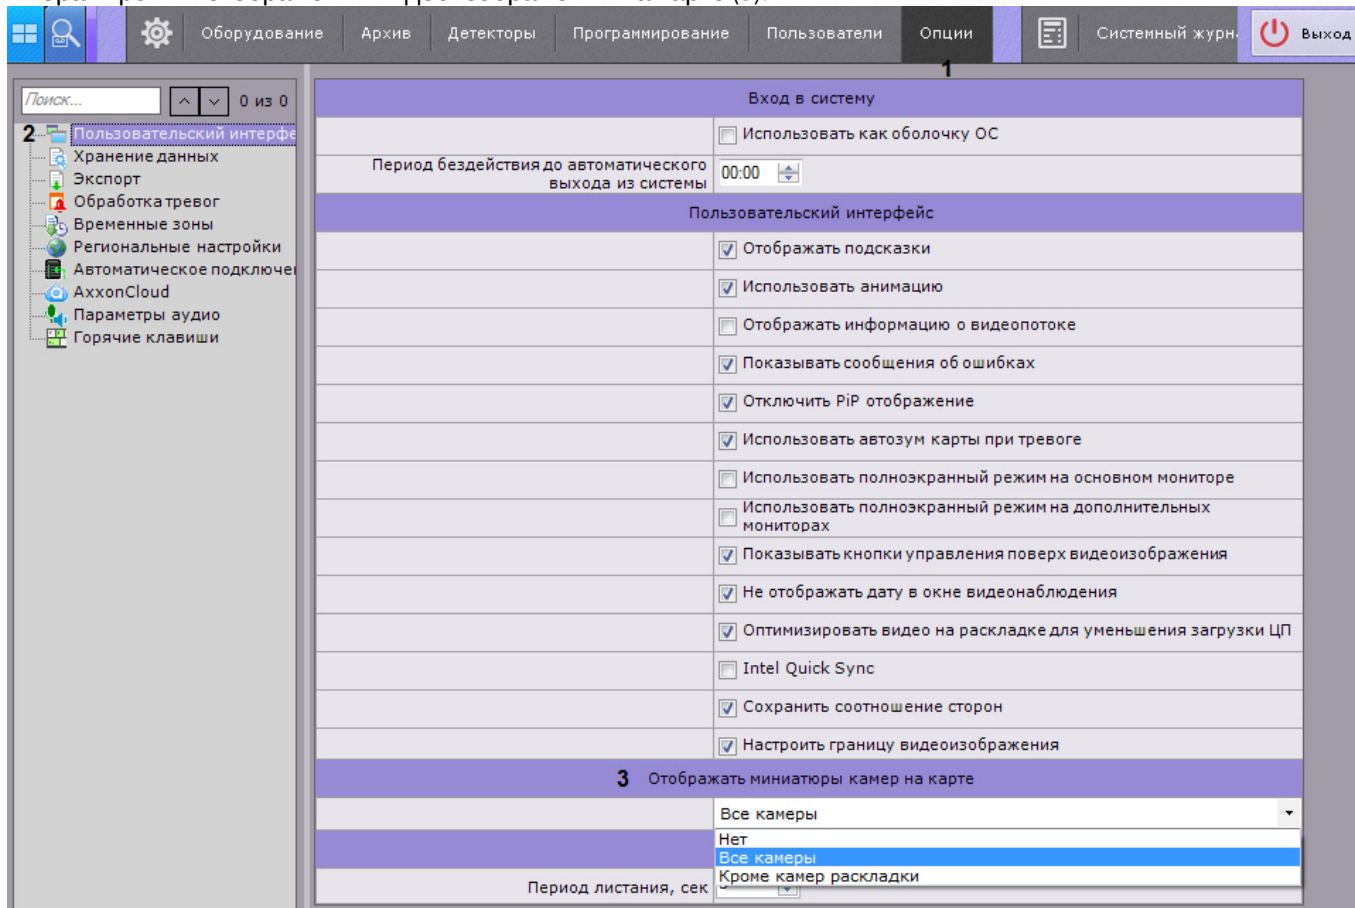 Оборудование Архив Детекторы Программирование Пользователи Опции Системный журн Выход
1
Поиск... 0 из 0
2 Пользовательский интерфе
Хранение данных
Экспорт
Обработка тревог
Временные зоны
Региональные настройки
Автоматическое подключе
AxxonCloud
Параметры аудио
Горячие клавиши
Вход в систему
Использовать как оболочку ОС
Период бездействия до автоматического
выхода из системы
00:00
Пользовательский интерфейс
Отображать подсказки
Использовать анимацию
Отображать информацию о видеопотоке
Показывать сообщения об ошибках
Отключить PiP отображение
Использовать автозум карты при тревоге
Использовать полноэкранный режим на основном мониторе
Использовать полноэкранный режим на дополнительных
мониторах
Показывать кнопки управления поверх видеоизображения
Не отображать дату в окне видеонаблюдения
Оптимизировать видео на раскладке для уменьшения загрузки ЦП
Intel Quick Sync
Сохранить соотношение сторон
Настроить границу видеоизображения
3 Отображать миниатюры камер на карте
Все камеры
Нет
Все камеры
Кроме камер раскладки
Период листания, сек